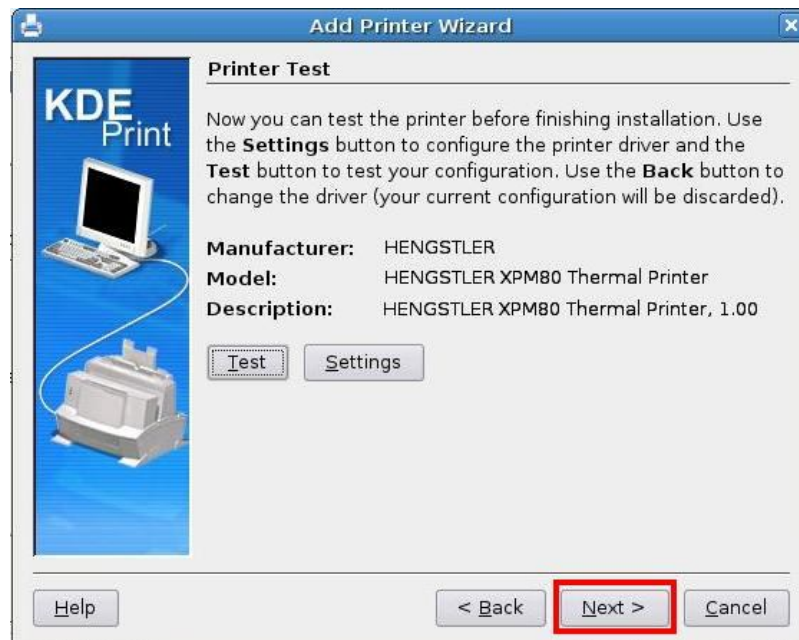 Add Printer Wizard
KDE
Print
Printer Test
Now you can test the printer before finishing installation. Use
the Settings button to configure the printer driver and the
Test button to test your configuration. Use the Back button to
change the driver (your current configuration will be discarded).
Manufacturer: HENGSTLER
Model: HENGSTLER XPM80 Thermal Printer
Description: HENGSTLER XPM80 Thermal Printer, 1.00
Test Settings
Help < Back Next > Cancel